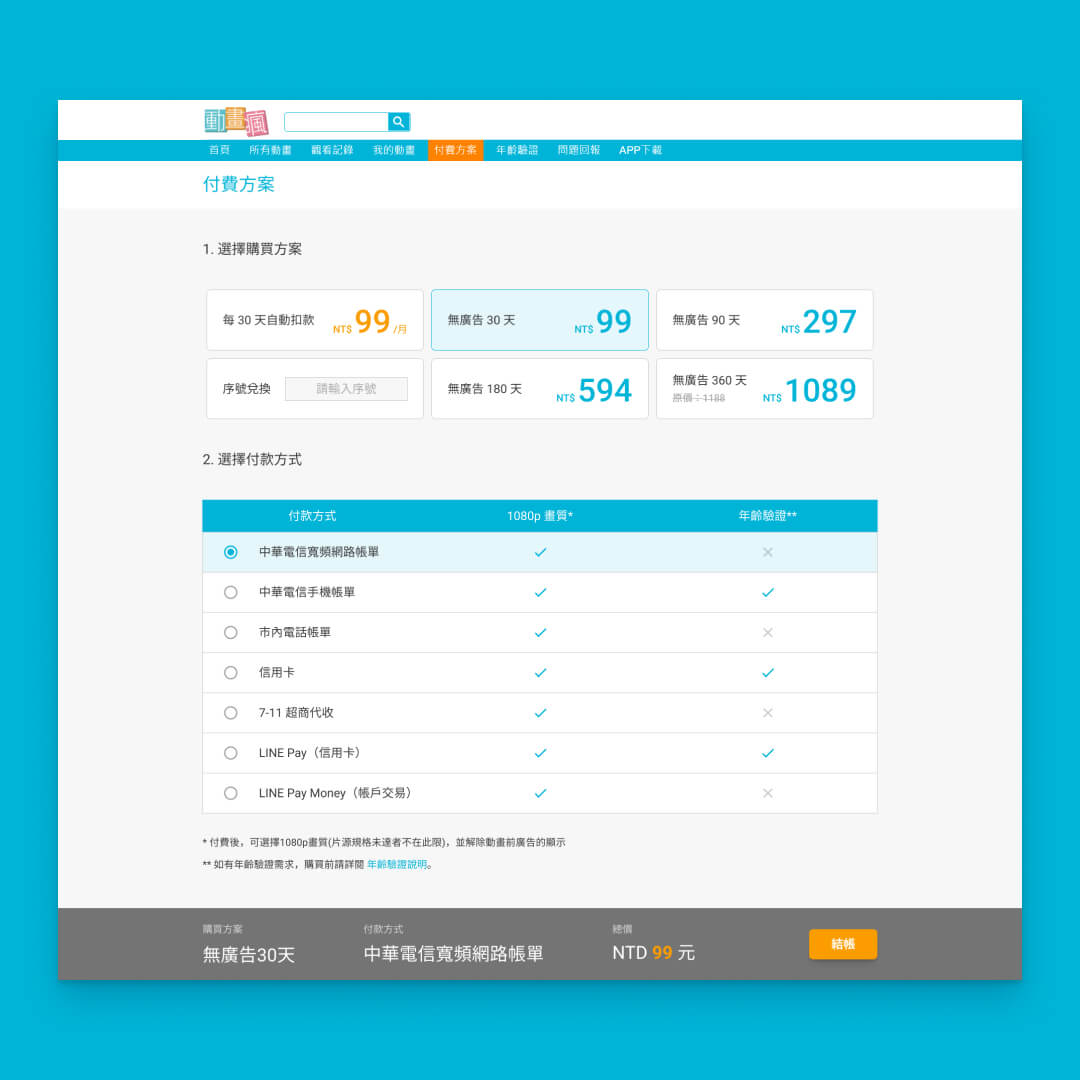 動畫瘋
首頁 所有動畫 觀看記錄 我的動畫 付費方案 年齡驗證 問題回報 APP下載
付費方案
1. 選擇購買方案
每 30 天自動扣款 NT$ 99 /月
無廣告 30 天 NT$ 99
無廣告 90 天 NT$ 297
序號兌換 請輸入序號
無廣告 180 天 NT$ 594
無廣告 360 天 NT$ 1089
原價：1188
2. 選擇付款方式
付款方式 1080p 畫質* 年齡驗證**
中華電信寬頻網路帳單
中華電信手機帳單
市內電話帳單
信用卡
7-11 超商代收
LINE Pay（信用卡）
LINE Pay Money（帳戶交易）
* 付費後，可選擇1080p畫質(片源規格未達者不在此限)，並解除動畫前廣告的顯示
** 如有年齡驗證需求，購買前請詳閱 年齡驗證說明。
購買方案 付款方式 總價
無廣告30天 中華電信寬頻網路帳單 NTD 99 元 結帳